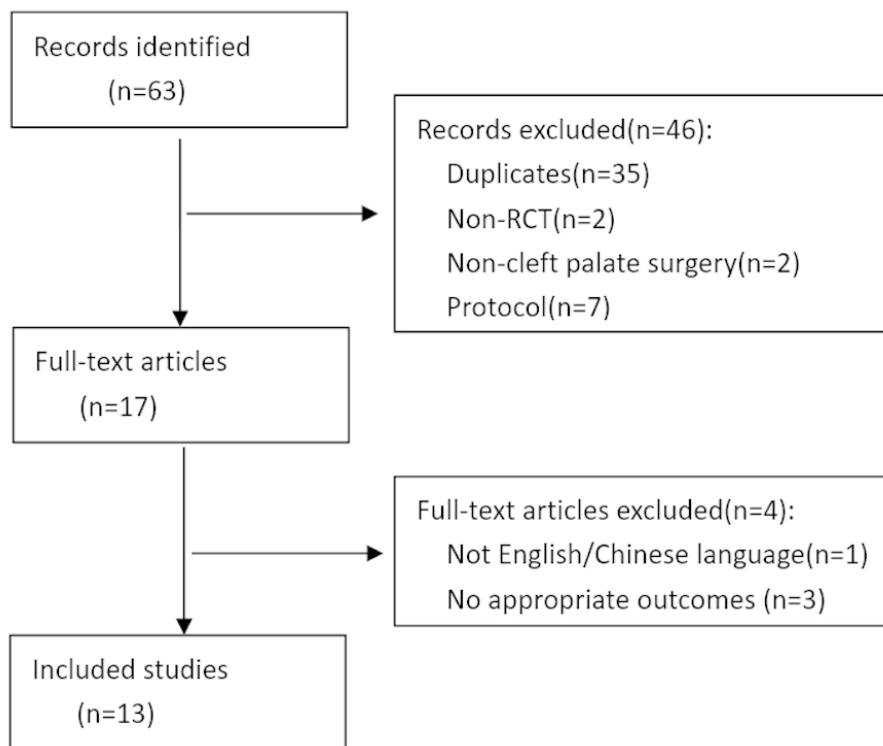 Records identified
(n=63)
Records excluded(n=46):
Duplicates(n=35)
Non-RCT(n=2)
Non-cleft palate surgery(n=2)
Protocol(n=7)
Full-text articles
(n=17)
Full-text articles excluded(n=4):
Not English/Chinese language(n=1)
No appropriate outcomes (n=3)
Included studies
(n=13)